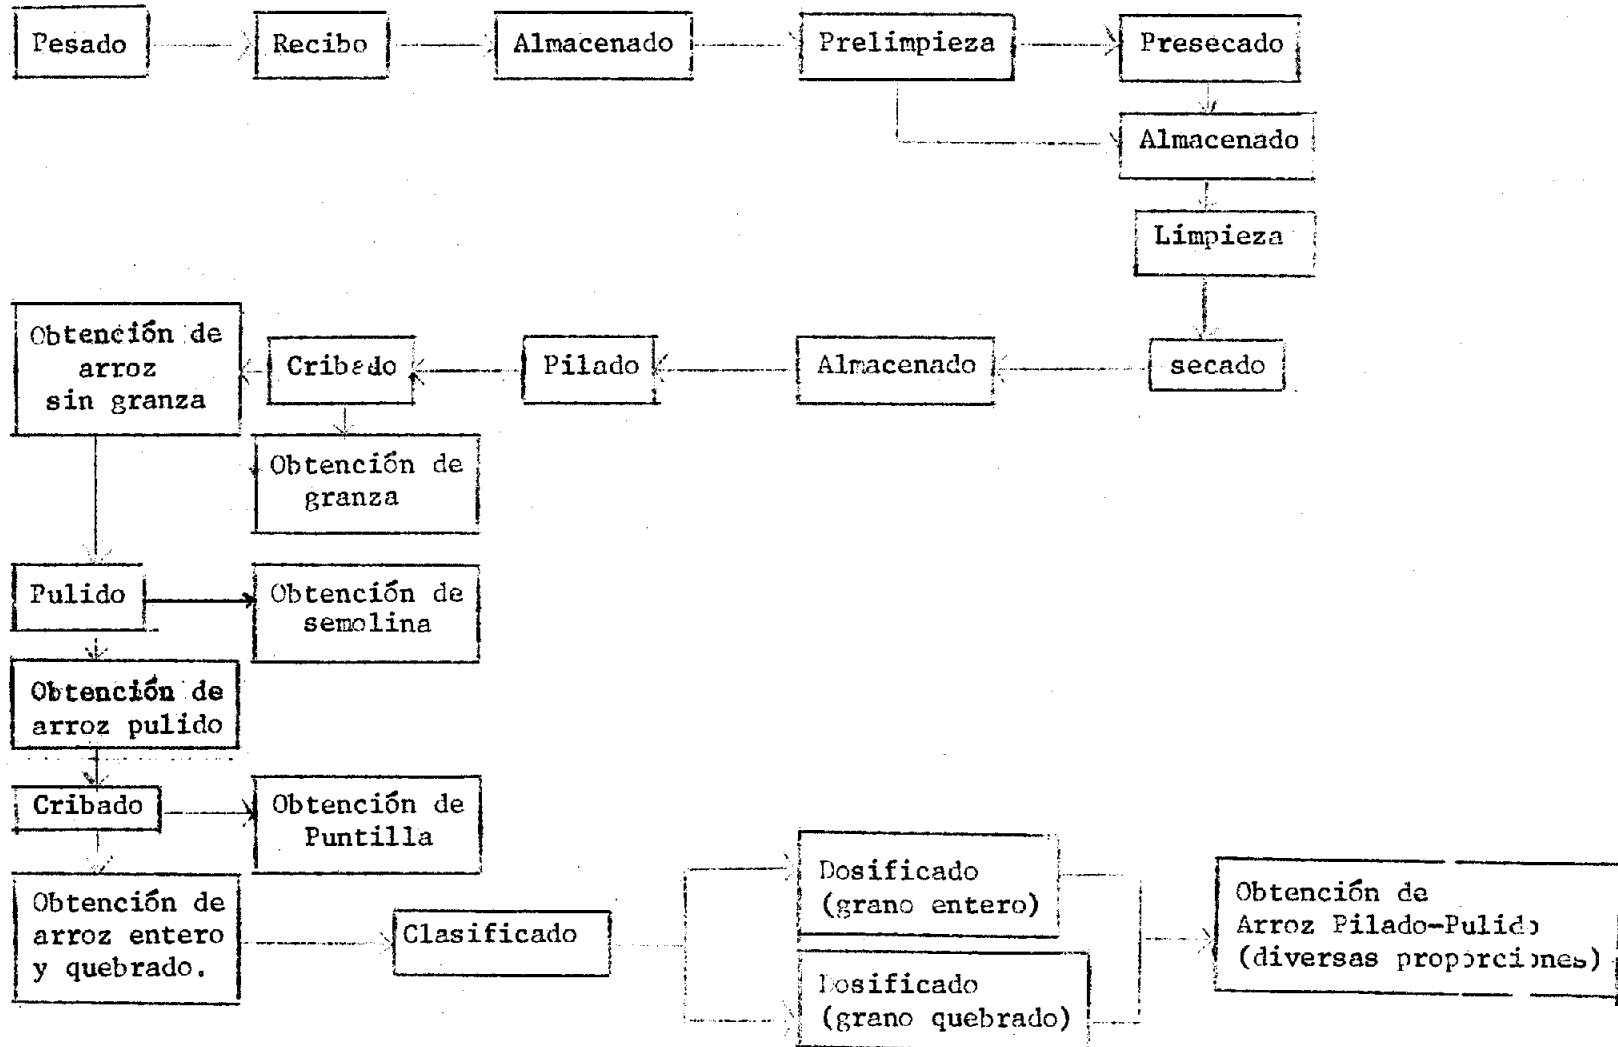 Pesado
Recibo
Almacenado
Prelimpieza
Presecado
Almacenado
Limpieza
secado
Almacenado
Pilado
Cribado
Obtención de
arroz
sin granza
Obtención de
granza
Pulido
Obtención de
semolina
Obtención de
arroz pulido
Cribado
Obtención de
Puntilla
Obtención de
arroz entero
y quebrado.
Clasificado
Dosificado
(grano entero)
Dosificado
(grano quebrado)
Obtención de
Arroz Pilado-Pulido
(diversas proporciones)